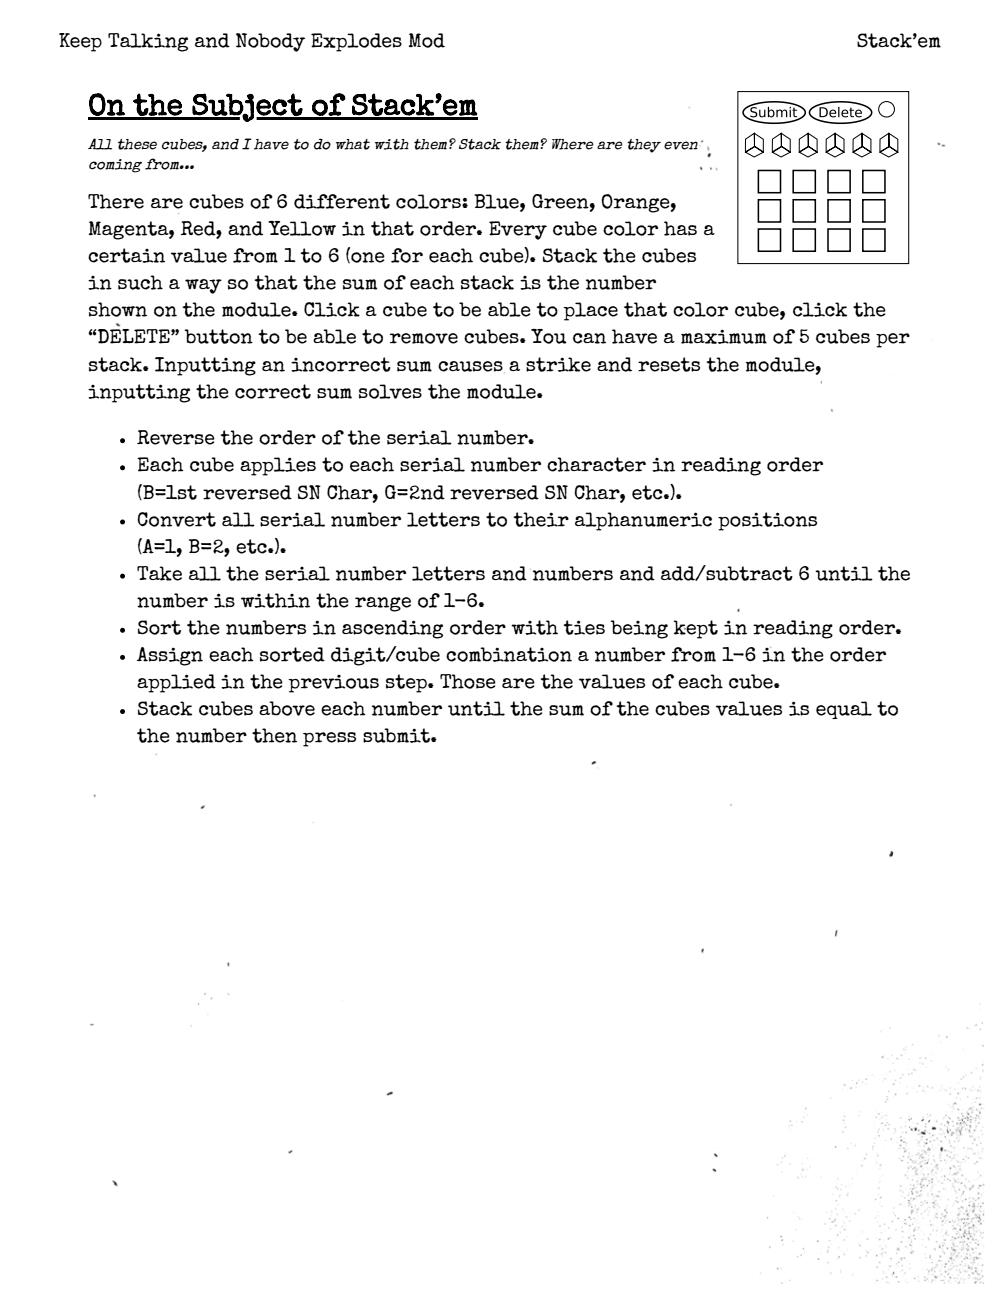 Keep Talking and Nobody Explodes Mod
Stack'em
On the Subject of Stack'em
Submit
Delete
All these cubes, and I have to do what with them? Stack them? Where are they even
coming from...
There are cubes of 6 different colors: Blue, Green, Orange,
Magenta, Red, and Yellow in that order. Every cube color has a
certain value from 1 to 6 (one for each cube). Stack the cubes
in such a way so that the sum of each stack is the number
shown on the module. Click a cube to be able to place that color cube, click the
“DELETE” button to be able to remove cubes. You can have a maximum of 5 cubes per
stack. Inputting an incorrect sum causes a strike and resets the module,
inputting the correct sum solves the module.
• Reverse the order of the serial number.
• Each cube applies to each serial number character in reading order
(B=1st reversed SN Char, G=2nd reversed SN Char, etc.).
• Convert all serial number letters to their alphanumeric positions
(A=1, B=2, etc.).
• Take all the serial number letters and numbers and add/subtract 6 until the
number is within the range of 1-6.
• Sort the numbers in ascending order with ties being kept in reading order.
• Assign each sorted digit/cube combination a number from 1-6 in the order
applied in the previous step. Those are the values of each cube.
• Stack cubes above each number until the sum of the cubes values is equal to
the number then press submit.